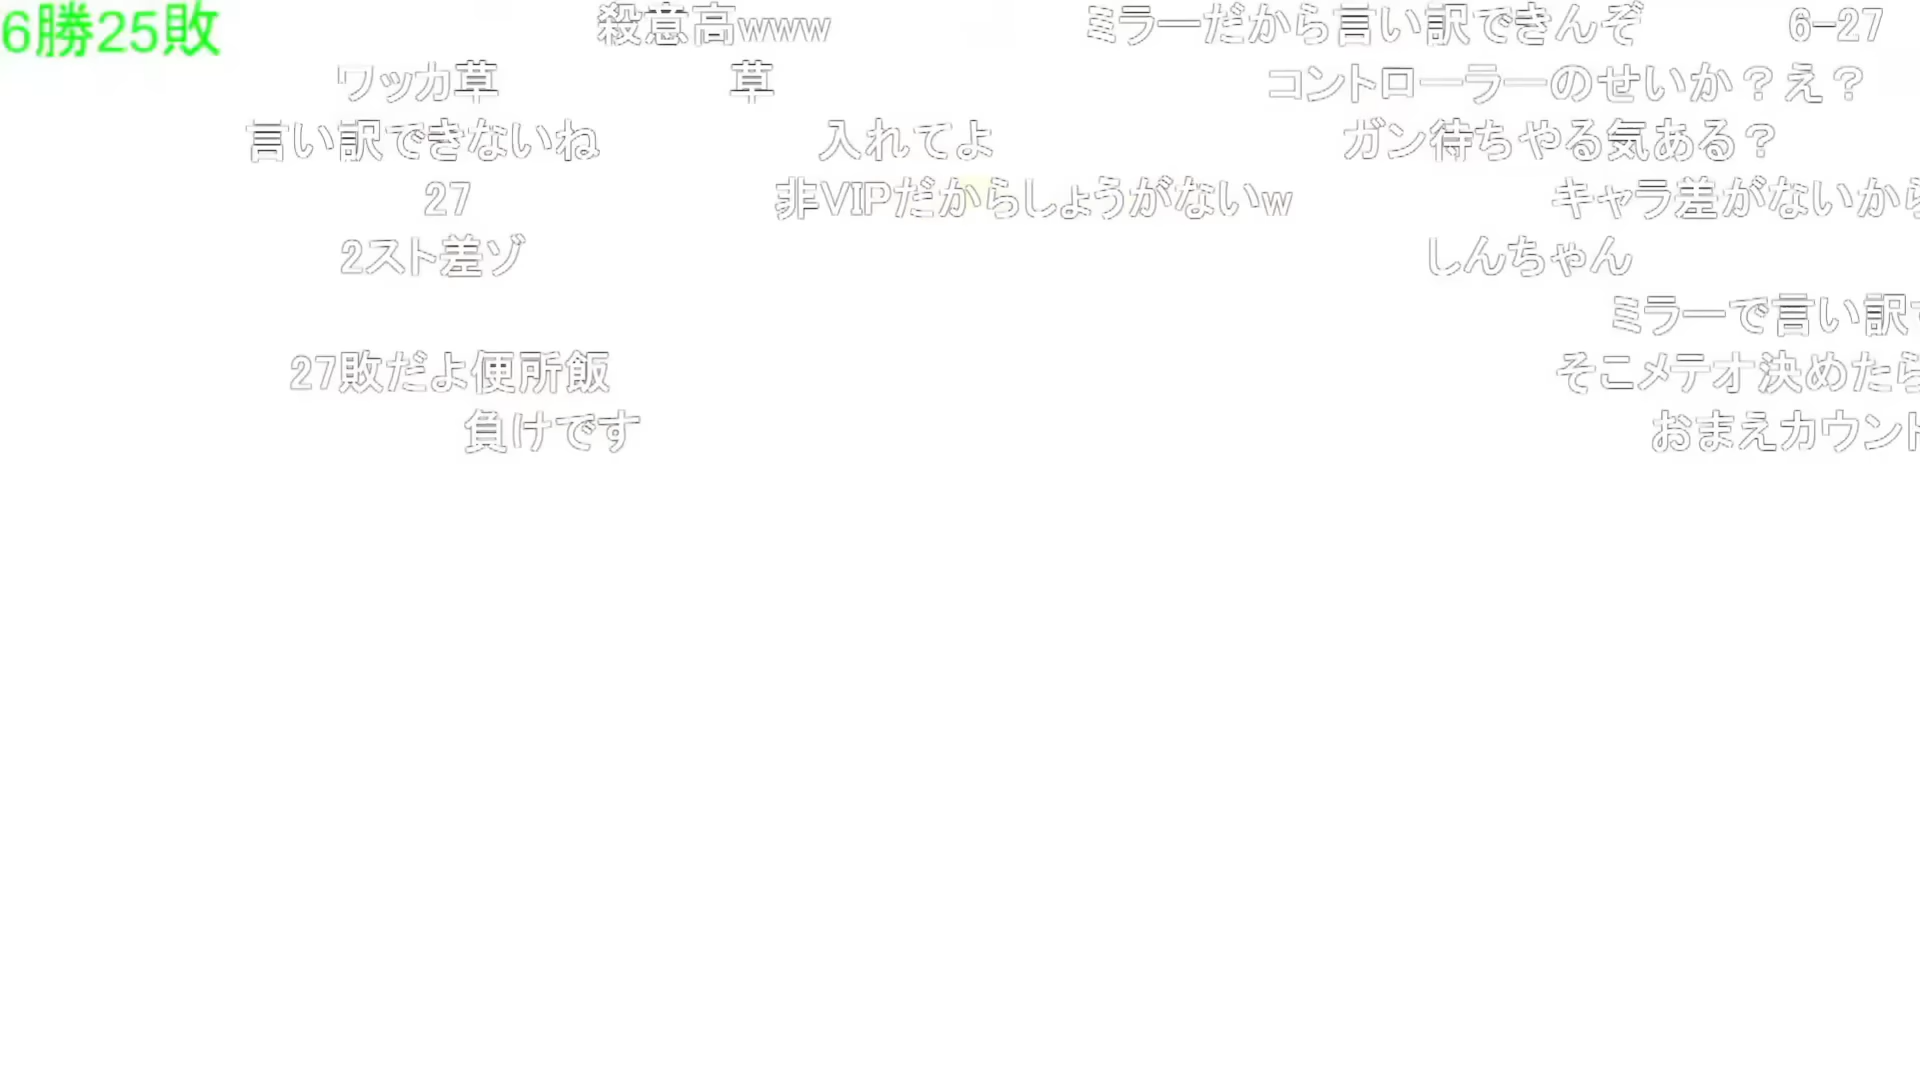 6勝25敗 殺意高www ミラーだから言い訳できんぞ 6-27
ワッカ草 草 コントローラーのせいか？え？
言い訳できないね 入れてよ ガン待ちやる気ある？
27 非VIPだからしょうがないw キャラ差がないから
2スト差ゾ しんちゃん
ミラーで言い訳
27敗だよ便所飯 そこメテオ決めたら
負けです おまえカウント